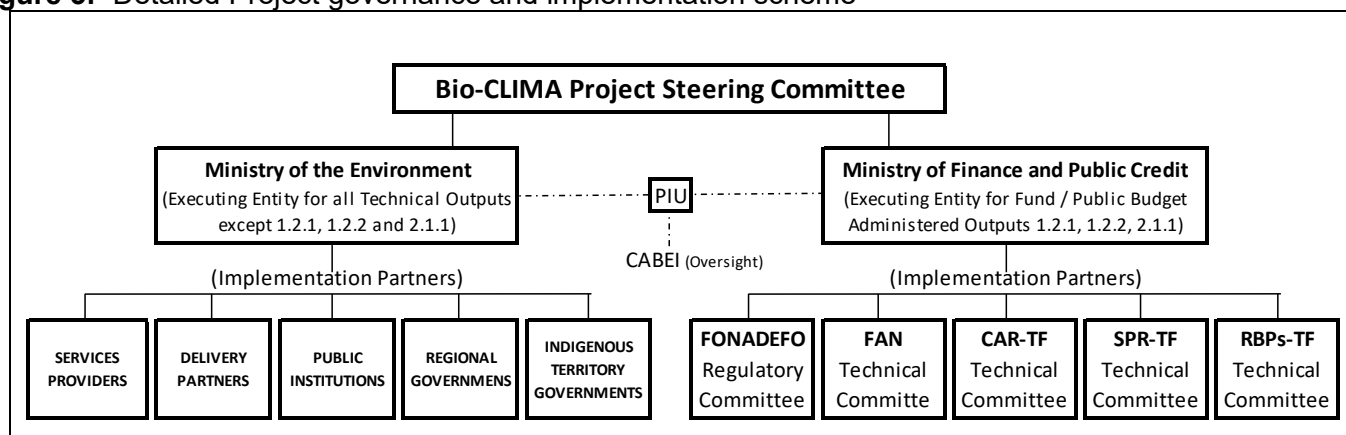 Detailed Project governance and implementation scheme
Bio-CLIMA Project Steering Committee
Ministry of the Environment
(Executing Entity for all Technical Outputs
except 1.2.1, 1.2.2 and 2.1.1)
PIU
CABEI (Oversight)
Ministry of Finance and Public Credit
(Executing Entity for Fund / Public Budget
Administered Outputs 1.2.1, 1.2.2, 2.1.1)
(Implementation Partners)
SERVICES
PROVIDERS
DELIVERY
PARTNERS
PUBLIC
INSTITUTIONS
REGIONAL
GOVERNMENS
INDIGENOUS
TERRITORY
GOVERNMENTS
(Implementation Partners)
FONADEFO
Regulatory
Committee
FAN
Technical
Committe
CAR-TF
Technical
Committee
SPR-TF
Technical
Committee
RBPs-TF
Technical
Committee